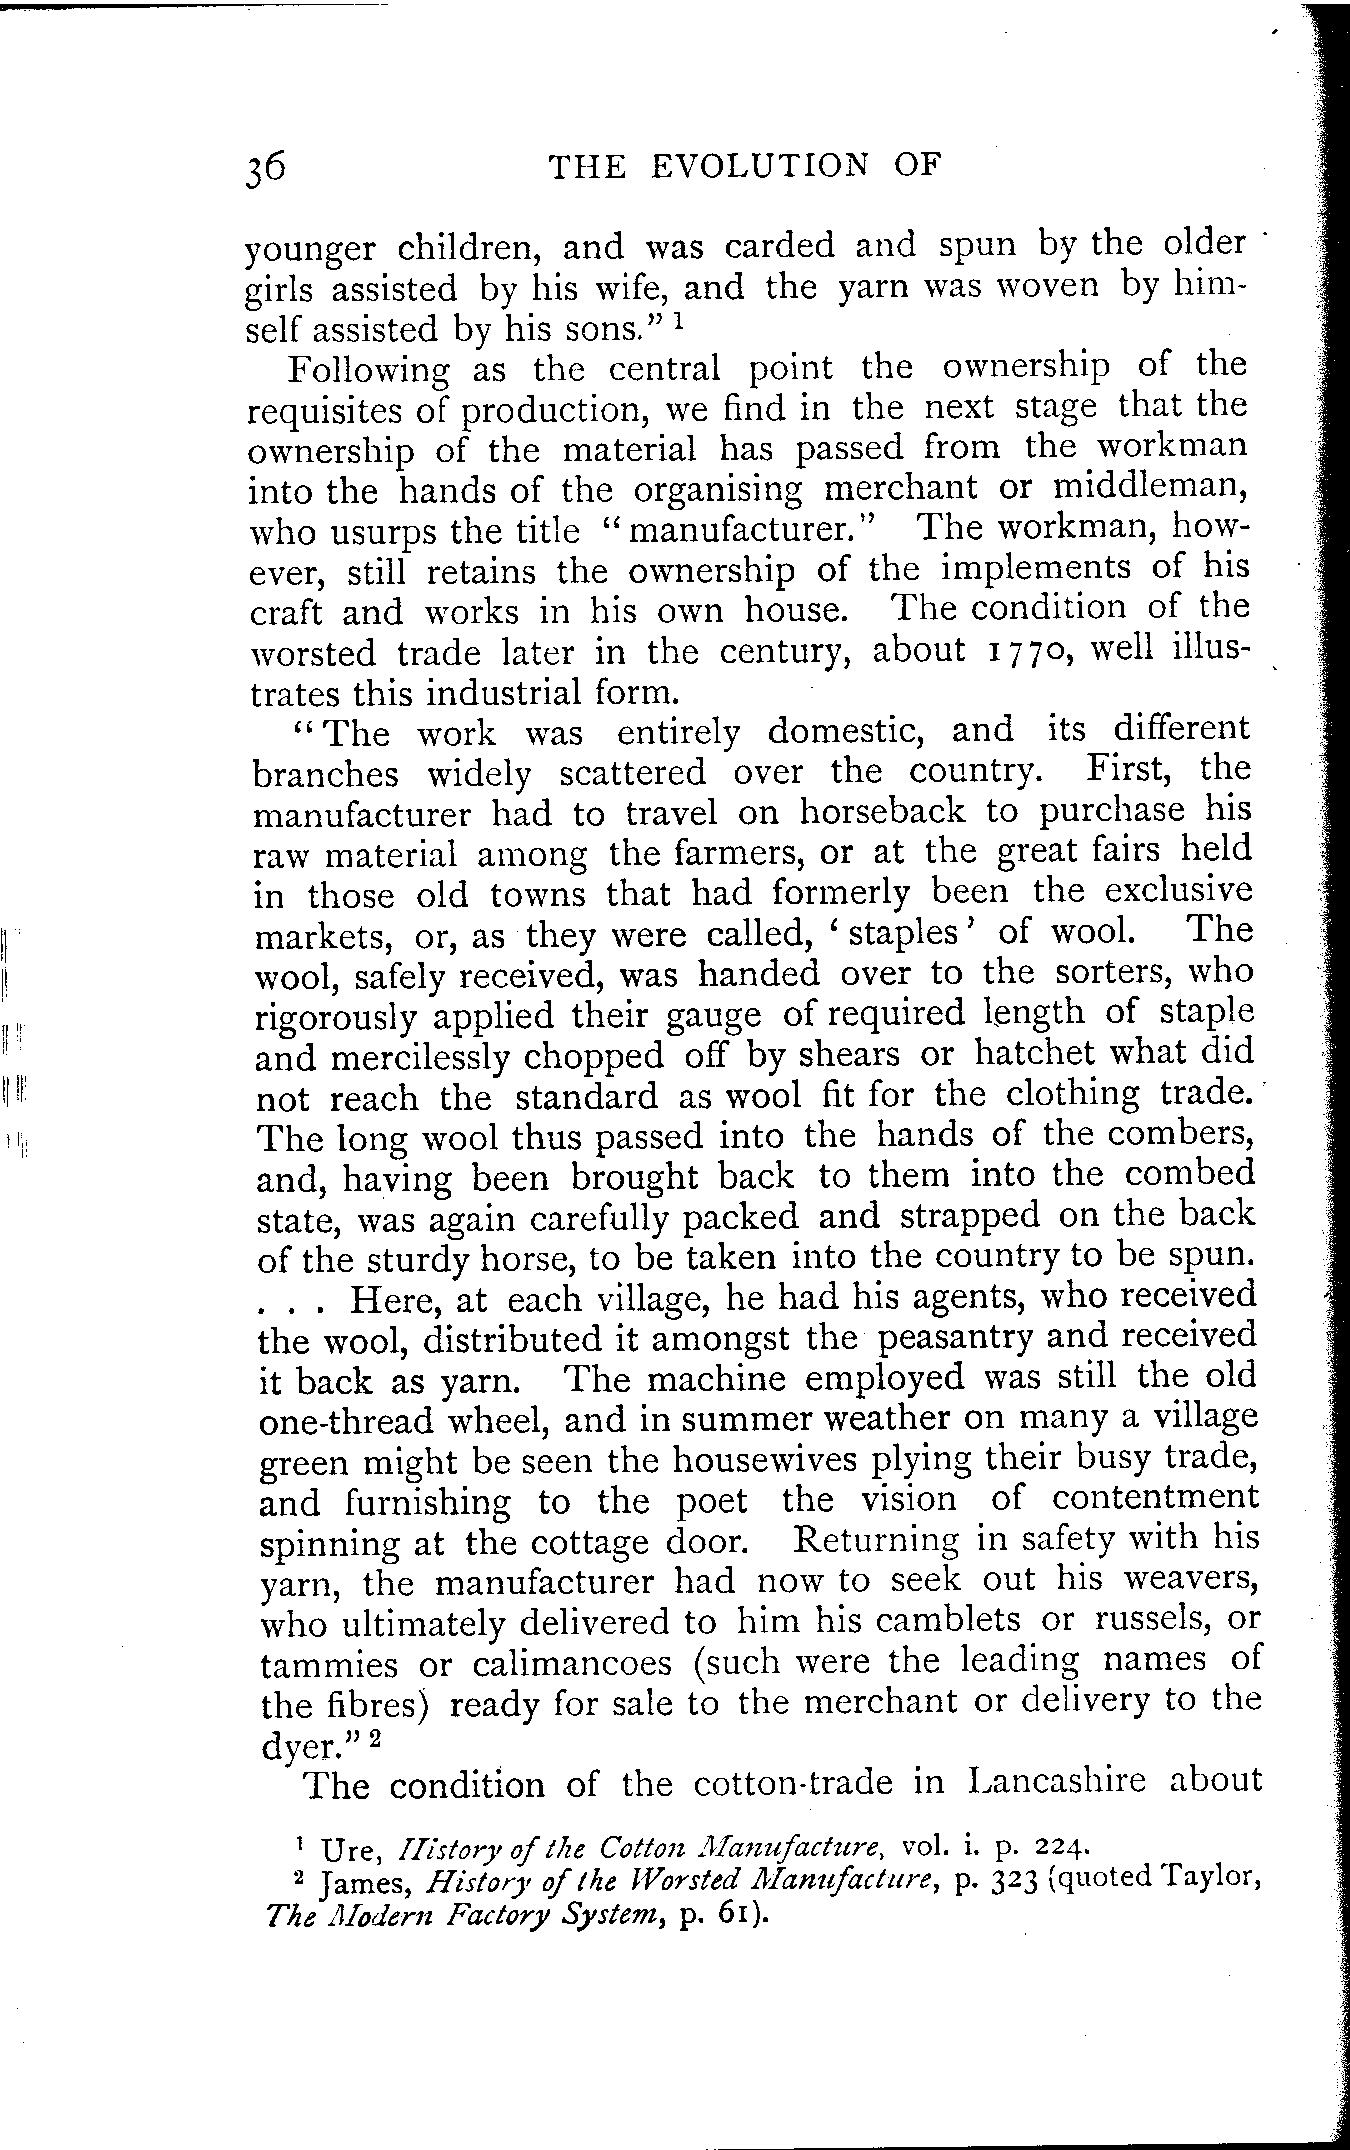 36 THE EVOLUTION OF
younger children, and was carded and spun by the older
girls assisted by his wife, and the yarn was woven by him-
self assisted by his sons." 1
Following as the central point the ownership of the
requisites of production, we find in the next stage that the
ownership of the material has passed from the workman
into the hands of the organising merchant or middleman,
who usurps the title "manufacturer." The workman, how-
ever, still retains the ownership of the implements of his
craft and works in his own house. The condition of the
worsted trade later in the century, about 1770, well illus-
trates this industrial form.
"The work was entirely domestic, and its different
branches widely scattered over the country. First, the
manufacturer had to travel on horseback to purchase his
raw material among the farmers, or at the great fairs held
in those old towns that had formerly been the exclusive
markets, or, as they were called, 'staples' of wool. The
wool, safely received, was handed over to the sorters, who
rigorously applied their gauge of required length of staple
and mercilessly chopped off by shears or hatchet what did
not reach the standard as wool fit for the clothing trade.
The long wool thus passed into the hands of the combers,
and, having been brought back to them into the combed
state, was again carefully packed and strapped on the back
of the sturdy horse, to be taken into the country to be spun.
. . . Here, at each village, he had his agents, who received
the wool, distributed it amongst the peasantry and received
it back as yarn. The machine employed was still the old
one-thread wheel, and in summer weather on many a village
green might be seen the housewives plying their busy trade,
and furnishing to the poet the vision of contentment
spinning at the cottage door. Returning in safety with his
yarn, the manufacturer had now to seek out his weavers,
who ultimately delivered to him his camblets or russels, or
tammies or calimancoes (such were the leading names of
the fibres) ready for sale to the merchant or delivery to the
dyer." 2
The condition of the cotton-trade in Lancashire about
1 Ure, History of the Cotton Manufacture, vol. i. p. 224.
2 James, History of the Worsted Manufacture, p. 323 (quoted Taylor,
The Modern Factory System, p. 61).